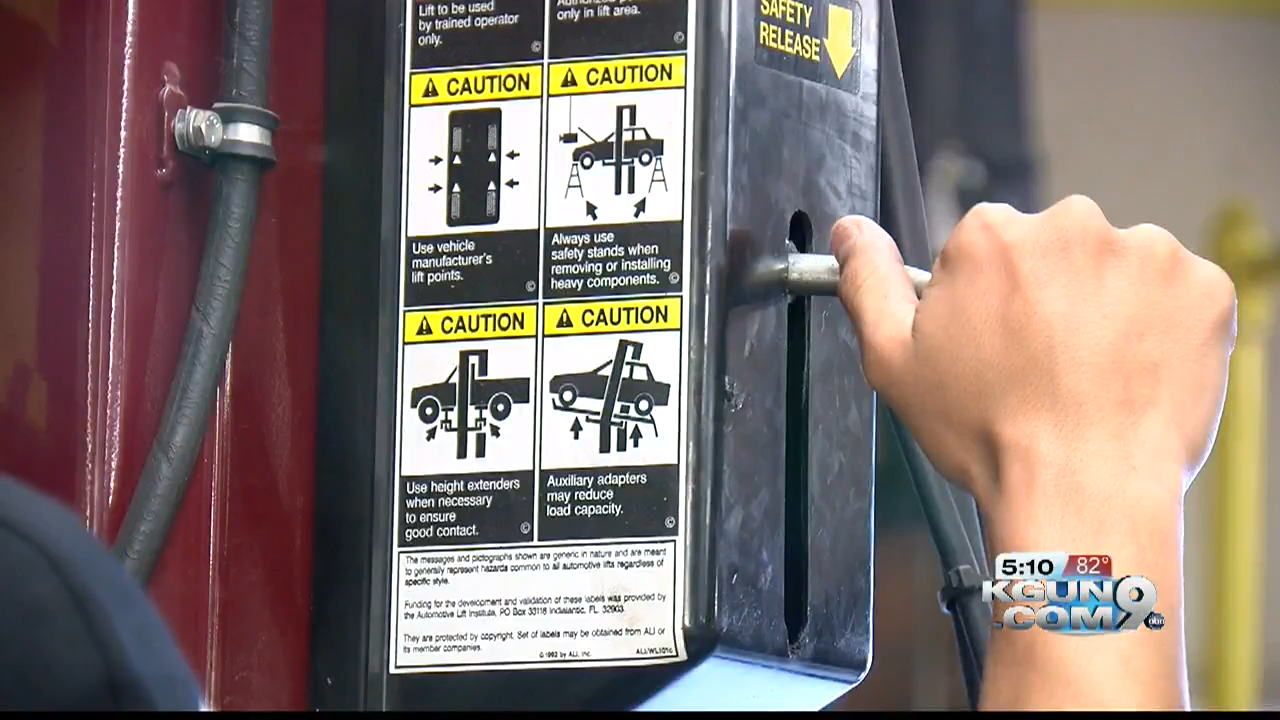 Lift to be used
by trained operator
only.
only in lift area.
SAFETY
RELEASE
CAUTION
CAUTION
Use vehicle
manufacturer's
lift points.
Always use
safety stands when
removing or installing
heavy components.
CAUTION
CAUTION
Use height extenders
when necessary
to ensure
good contact.
Auxiliary adapters
may reduce
load capacity.
The messages and pictographs shown are generic in nature and are meant
to generally represent hazards common to all automotive lifts regardless of
specific style.
Funding for the development and validation of these labels was provided by
the Automotive Lift Institute, PO Box 33116 Indialantic, FL. 32903.
They are protected by copyright. Set of labels may be obtained from ALI or
its member companies.
© 1992 by ALI, Inc. ALI/WL101c
5:10 82°
KGUN9
.COM abc